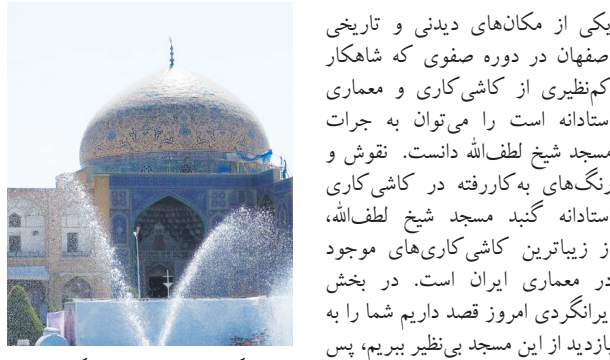 یکی از مکان‌های دیدنی و تاریخی
صفهان در دوره صفوی که شاهکار
کم‌نظیری از کاشی‌کاری و معماری
ستادانه است را می‌توان به جرات
مسجد شیخ لطف‌الله دانست. نقوش و
رنگ‌های به‌کاررفته در کاشی‌کاری
ستادانه گنبد مسجد شیخ لطف‌الله،
ز زیباترین کاشی‌کاری‌های موجود
در معماری ایران است. در بخش
یرانگردی امروز قصد داریم شما را به
بازدید از این مسجد بی‌نظیر ببریم، پس